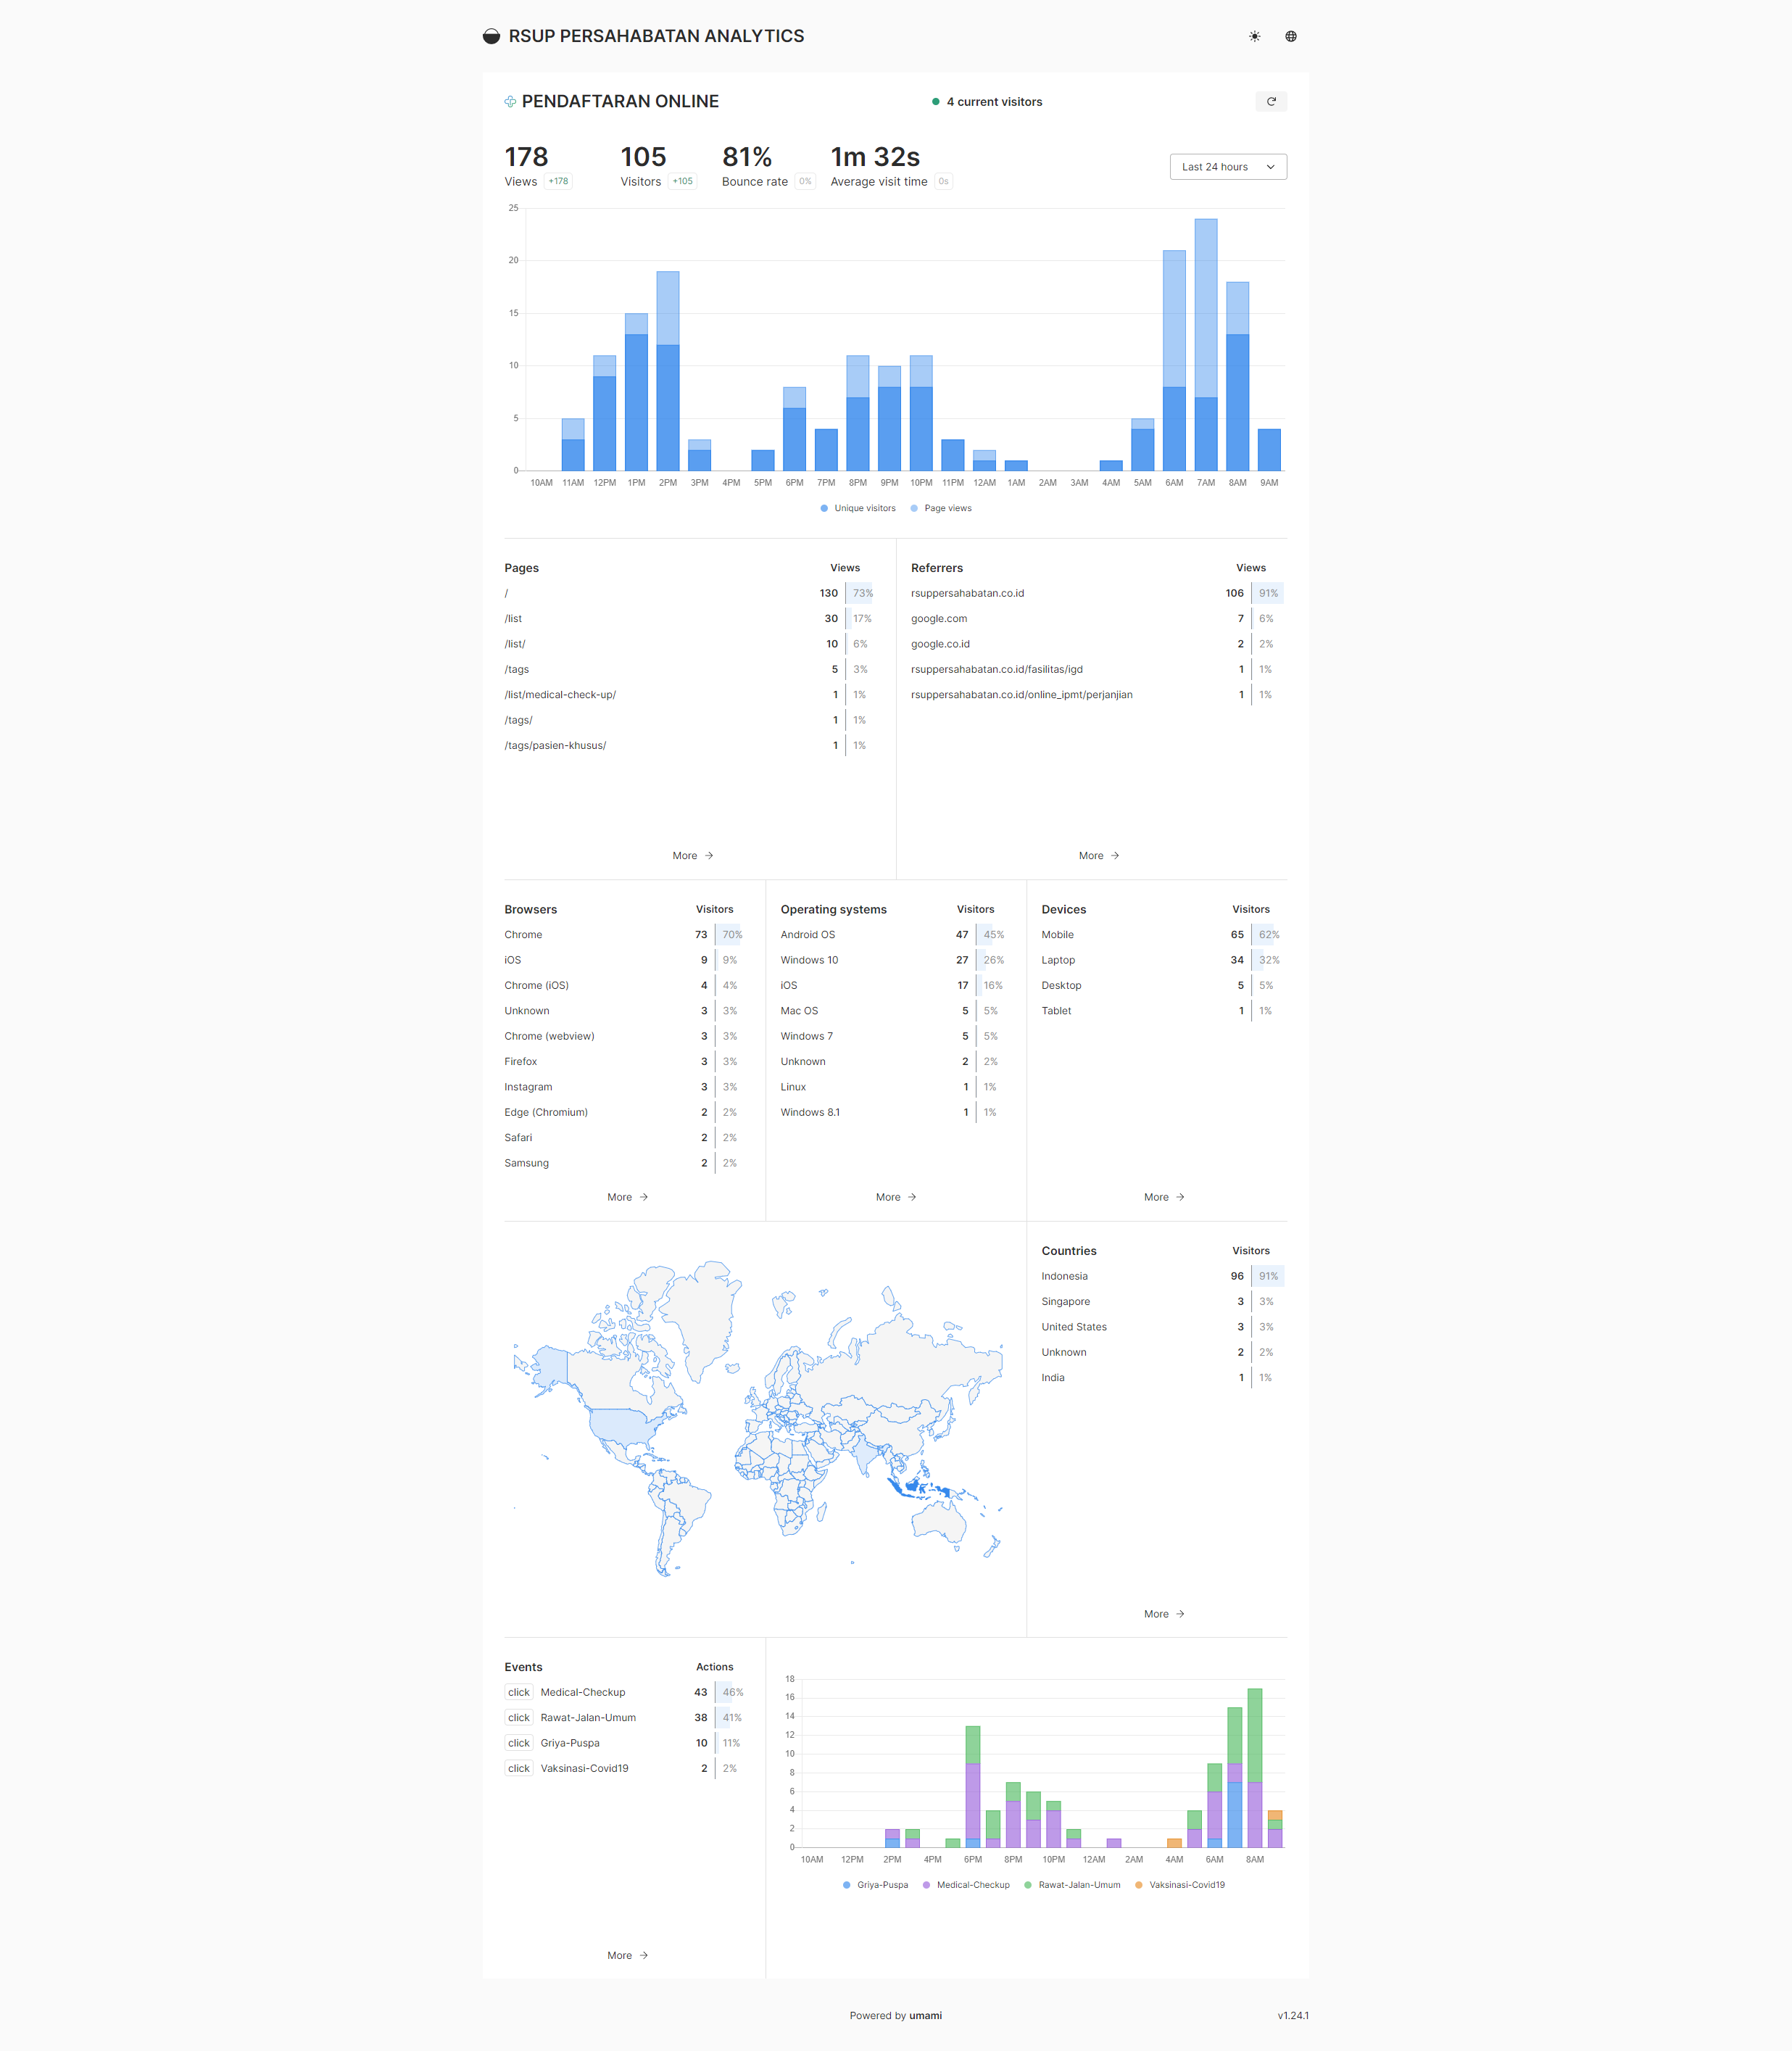 RSUP PERSAHABATAN ANALYTICS
PENDAFTARAN ONLINE
4 current visitors
178
Views +178
105
Visitors +105
81%
Bounce rate 0%
1m 32s
Average visit time 0s
Last 24 hours
25
20
15
10
5
0
10AM 11AM 12PM 1PM 2PM 3PM 4PM 5PM 6PM 7PM 8PM 9PM 10PM 11PM 12AM 1AM 2AM 3AM 4AM 5AM 6AM 7AM 8AM 9AM
Unique visitors Page views
Pages Views
/ 130 73%
/list 30 17%
/list/ 10 6%
/tags 5 3%
/list/medical-check-up/ 1 1%
/tags/ 1 1%
/tags/pasien-khusus/ 1 1%
More
Referrers Views
rsuppersahabatan.co.id 106 91%
google.com 7 6%
google.co.id 2 2%
rsuppersahabatan.co.id/fasilitas/igd 1 1%
rsuppersahabatan.co.id/online_ipmt/perjanjian 1 1%
More
Browsers Visitors
Chrome 73 70%
iOS 9 9%
Chrome (iOS) 4 4%
Unknown 3 3%
Chrome (webview) 3 3%
Firefox 3 3%
Instagram 3 3%
Edge (Chromium) 2 2%
Safari 2 2%
Samsung 2 2%
More
Operating systems Visitors
Android OS 47 45%
Windows 10 27 26%
iOS 17 16%
Mac OS 5 5%
Windows 7 5 5%
Unknown 2 2%
Linux 1 1%
Windows 8.1 1 1%
More
Devices Visitors
Mobile 65 62%
Laptop 34 32%
Desktop 5 5%
Tablet 1 1%
More
Countries Visitors
Indonesia 96 91%
Singapore 3 3%
United States 3 3%
Unknown 2 2%
India 1 1%
More
Events Actions
click Medical-Checkup 43 46%
click Rawat-Jalan-Umum 38 41%
click Griya-Puspa 10 11%
click Vaksinasi-Covid19 2 2%
More
18
16
14
12
10
8
6
4
2
0
10AM 12PM 2PM 4PM 6PM 8PM 10PM 12AM 2AM 4AM 6AM 8AM
Griya-Puspa Medical-Checkup Rawat-Jalan-Umum Vaksinasi-Covid19
Powered by umami
v1.24.1